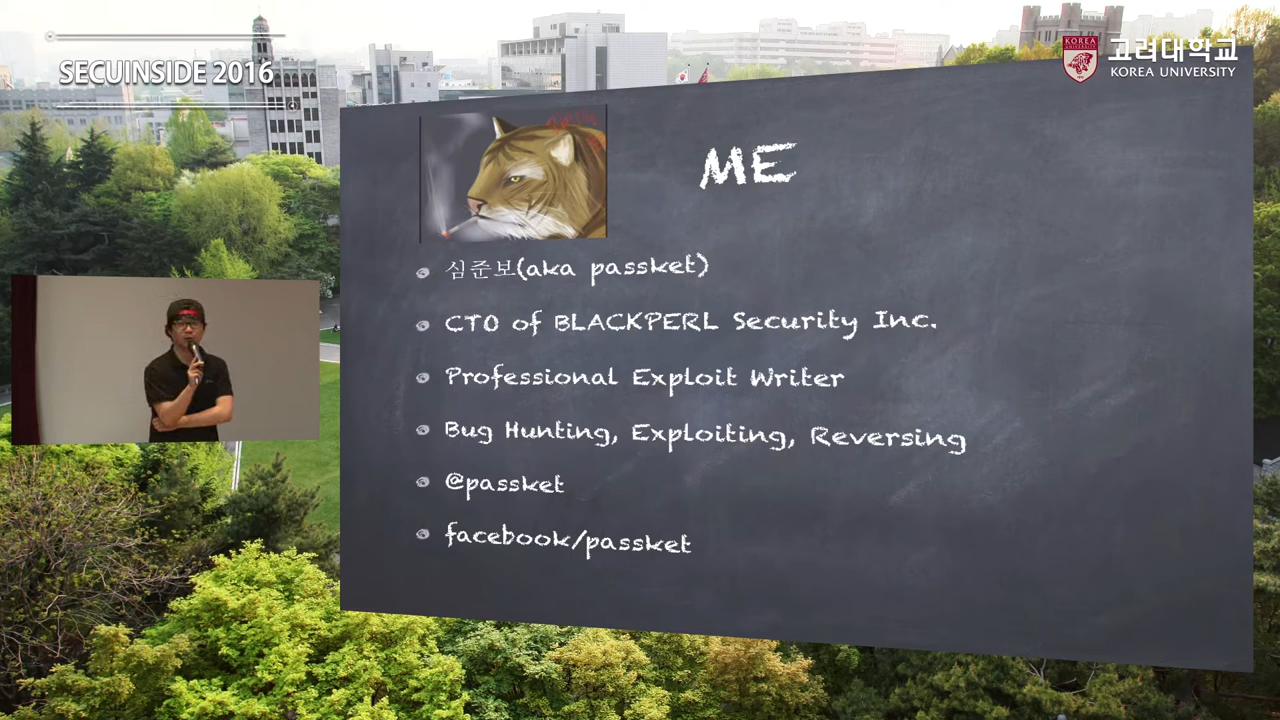 SECUINSIDE 2016
KOREA
고려대학교
KOREA UNIVERSITY
ME
심준보(aka passket)
CTO of BLACKPERL Security Inc.
Professional Exploit Writer
Bug Hunting, Exploiting, Reversing
@passket
facebook/passket